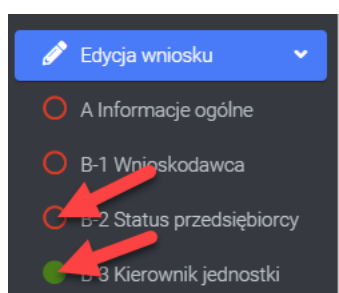 Edycja wniosku
A Informacje ogólne
B-1 Wnioskodawca
B-2 Status przedsiębiorcy
B-3 Kierownik jednostki